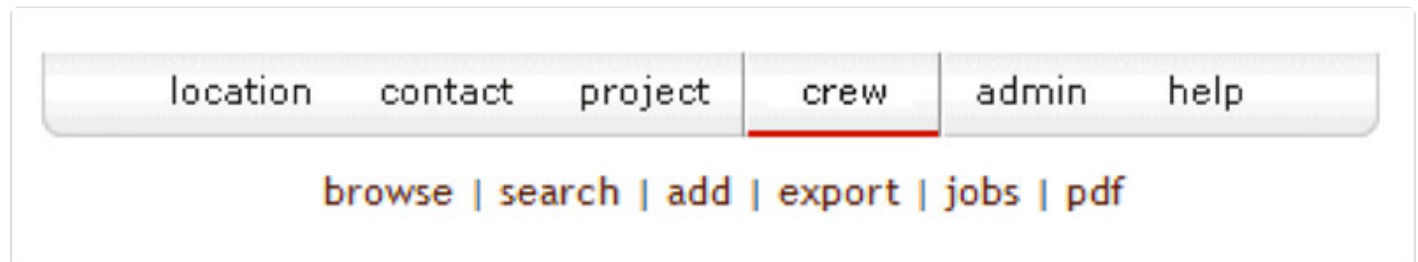 location contact project crew admin help
browse | search | add | export | jobs | pdf